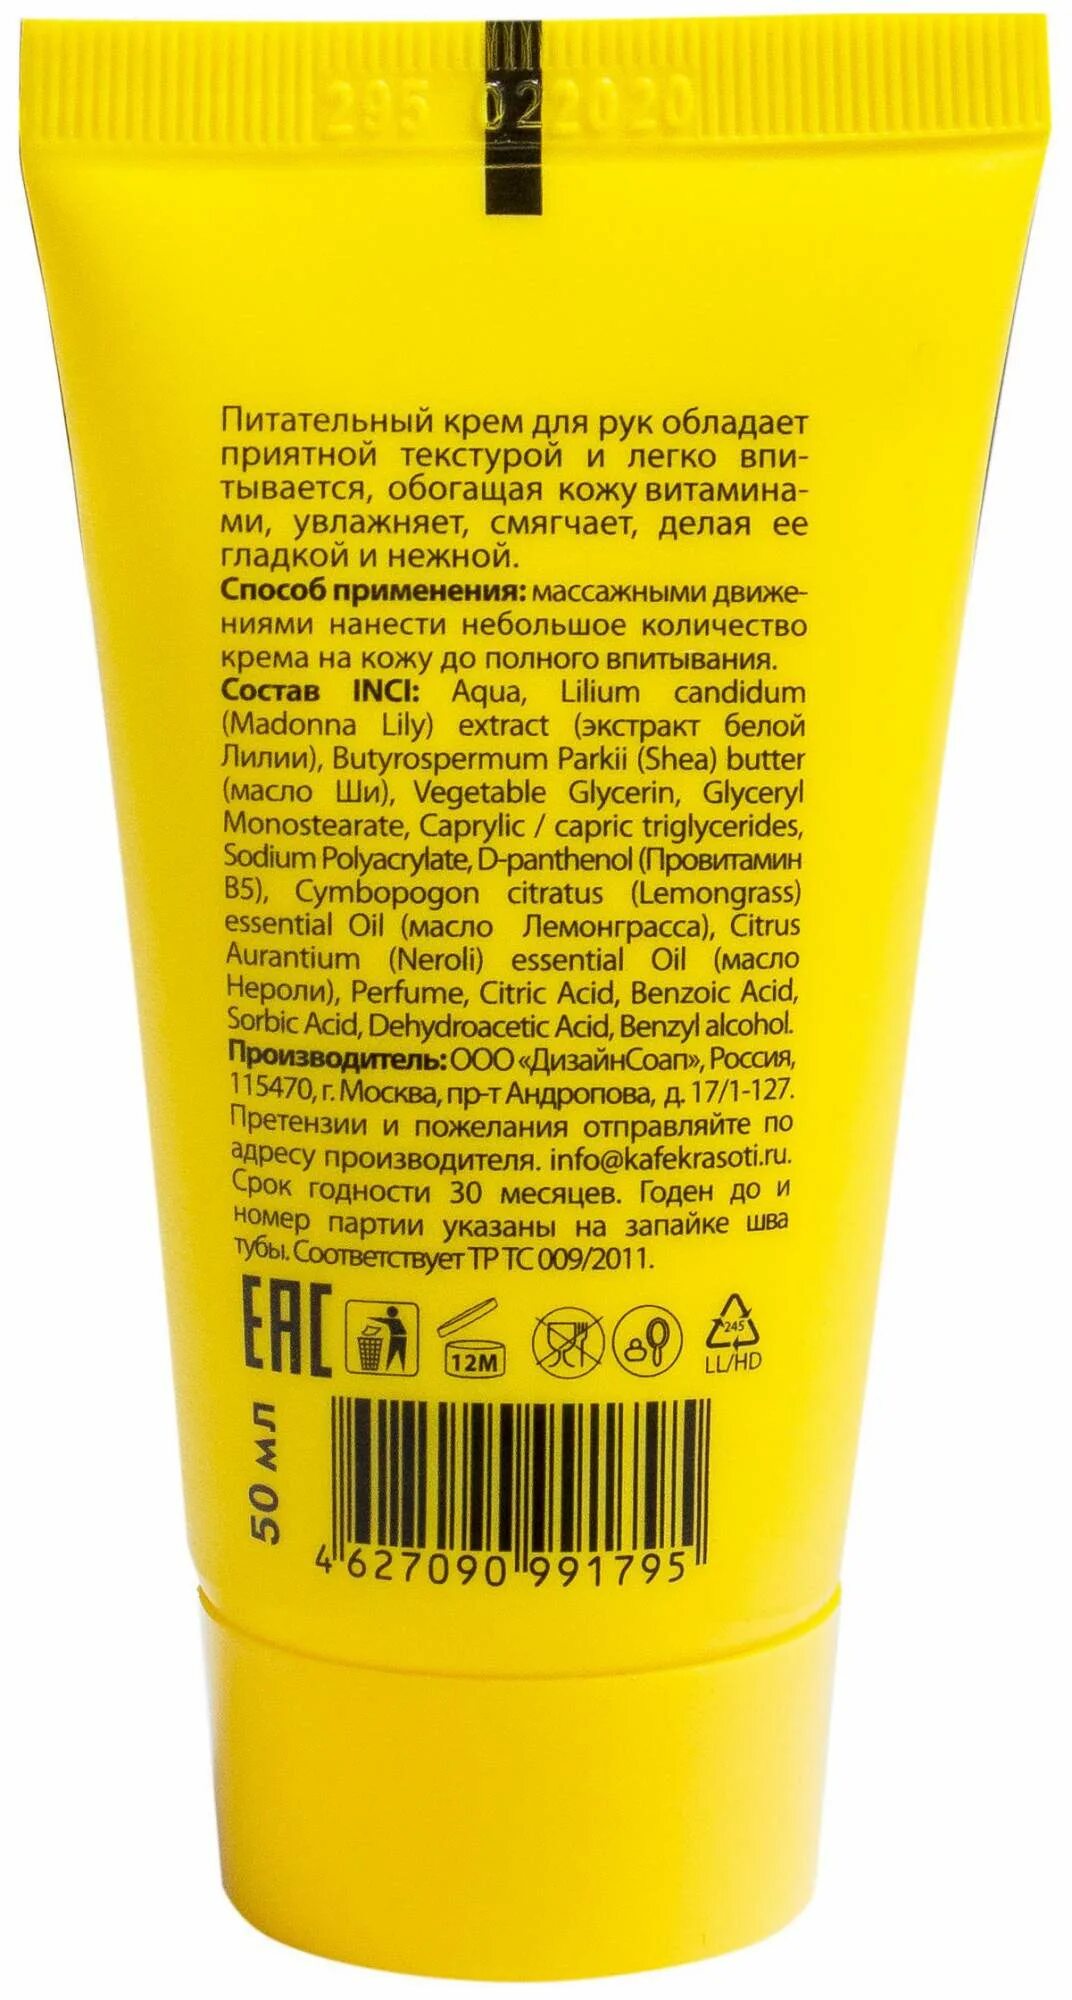 295 022020
Питательный крем для рук обладает
приятной текстурой и легко впи-
тывается, обогащая кожу витамина-
ми, увлажняет, смягчает, делая ее
гладкой и нежной.
Способ применения: массажными движе-
ниями нанести небольшое количество
крема на кожу до полного впитывания.
Состав INCI: Aqua, Lilium candidum
(Madonna Lily) extract (экстракт белой
Лилии), Butyrospermum Parkii (Shea) butter
(масло Ши), Vegetable Glycerin, Glyceryl
Monostearate, Caprylic / capric triglycerides,
Sodium Polyacrylate, D-panthenol (Провитамин
B5), Cymbopogon citratus (Lemongrass)
essential Oil (масло Лемонграсса), Citrus
Aurantium (Neroli) essential Oil (масло
Нероли), Perfume, Citric Acid, Benzoic Acid,
Sorbic Acid, Dehydroacetic Acid, Benzyl alcohol.
Производитель: ООО «ДизайнСоап», Россия,
115470, г. Москва, пр-т Андропова, д. 17/1-127.
Претензии и пожелания отправляйте по
адресу производителя. info@kafekrasoti.ru.
Срок годности 30 месяцев. Годен до и
номер партии указаны на запайке шва
тубы. Соответствует ТР ТС 009/2011.
EAC
12M
245
LL/HD
50 мл
4 627090 991795